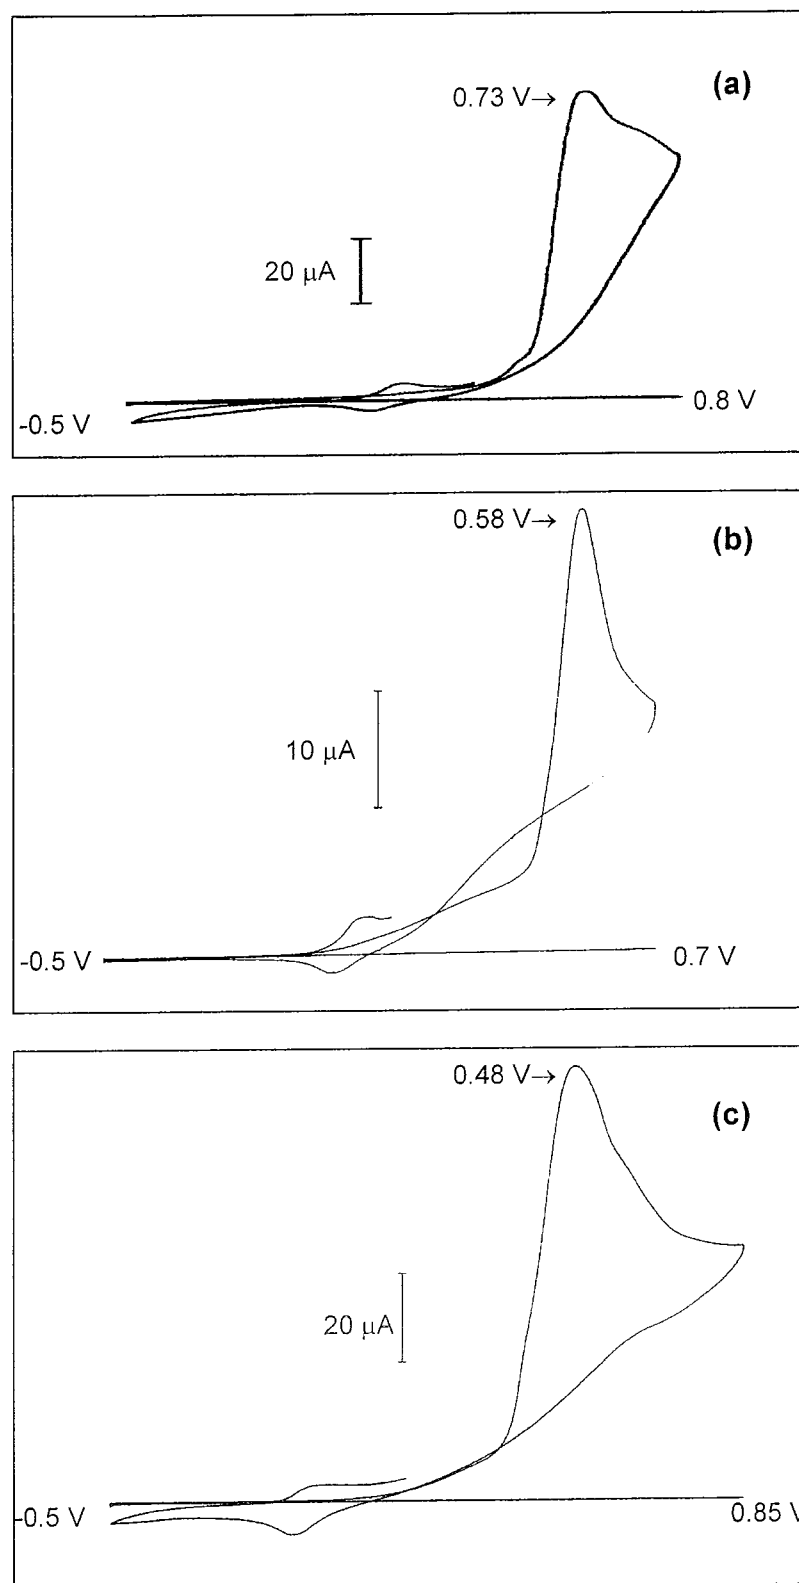 (a)
0.73 V→
20 μA
-0.5 V
0.8 V
(b)
0.58 V→
10 μA
-0.5 V
0.7 V
(c)
0.48 V→
20 μA
-0.5 V
0.85 V